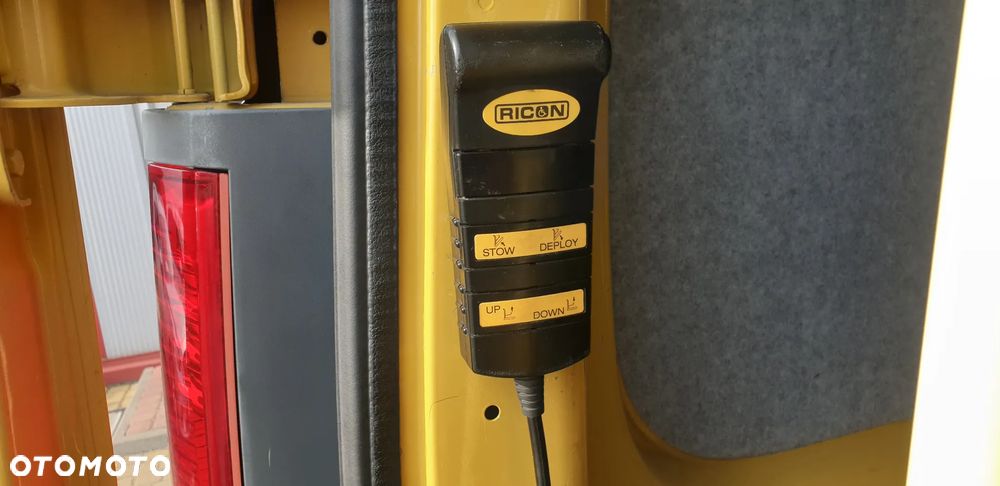 RICON
STOW DEPLOY
UP DOWN
OTOMOTO